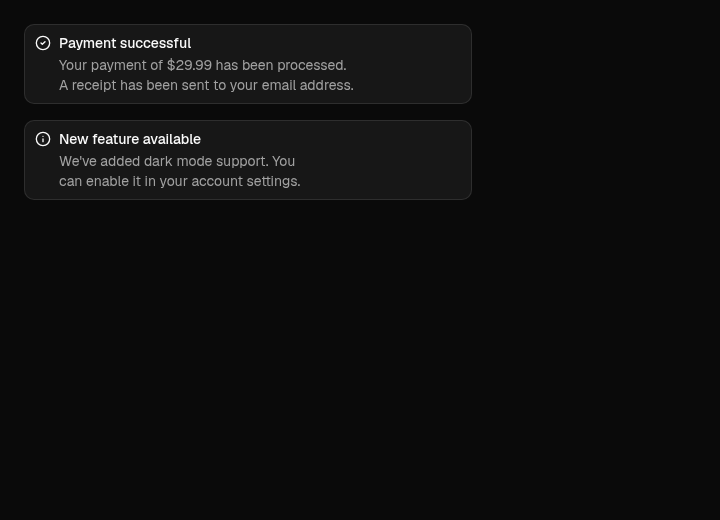 Payment successful
Your payment of $29.99 has been processed.
A receipt has been sent to your email address.
New feature available
We've added dark mode support. You
can enable it in your account settings.